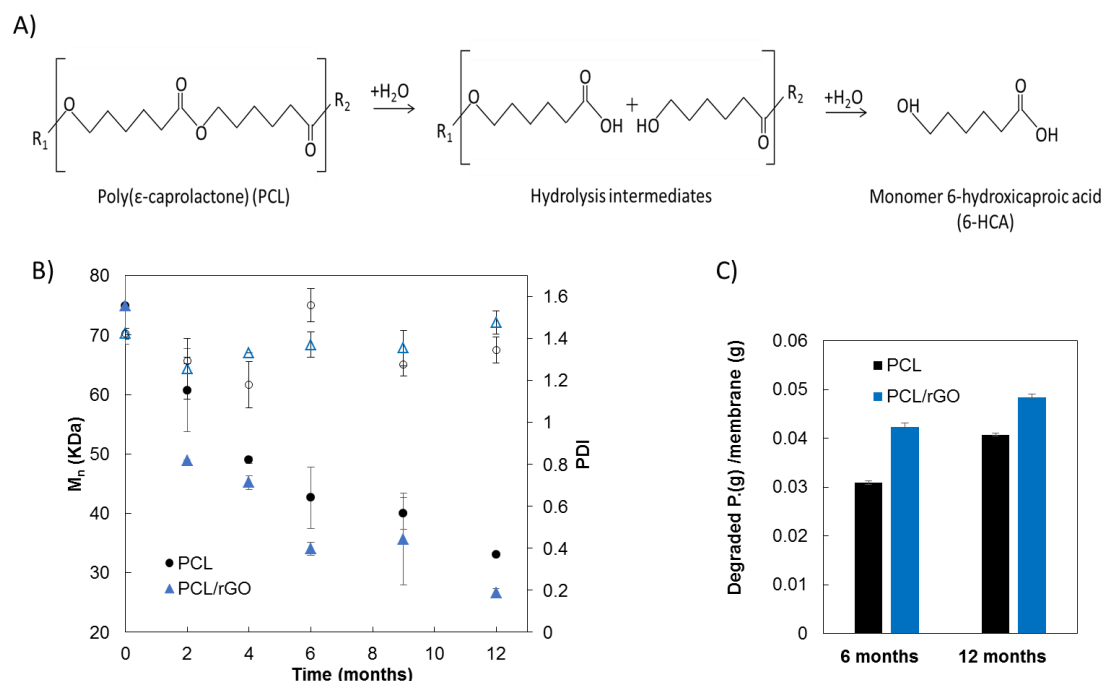 A)
O
O
O
O
R₁
R₂
+H₂O
O
O
OH
+
HO
O
R₁
R₂
+H₂O
OH
O
OH
Poly(ε-caprolactone) (PCL)
Hydrolysis intermediates
Monomer 6-hydroxicaproic acid
(6-HCA)
B)
80
70
60
50
40
30
20
Mₙ (KDa)
1.6
1.4
1.2
1
0.8
0.6
0.4
0.2
0
PDI
PCL
PCL/rGO
0 2 4 6 8 10 12
Time (months)
C)
0.06
0.05
0.04
0.03
0.02
0.01
0
Degraded P.(g) /membrane (g)
PCL
PCL/rGO
6 months 12 months